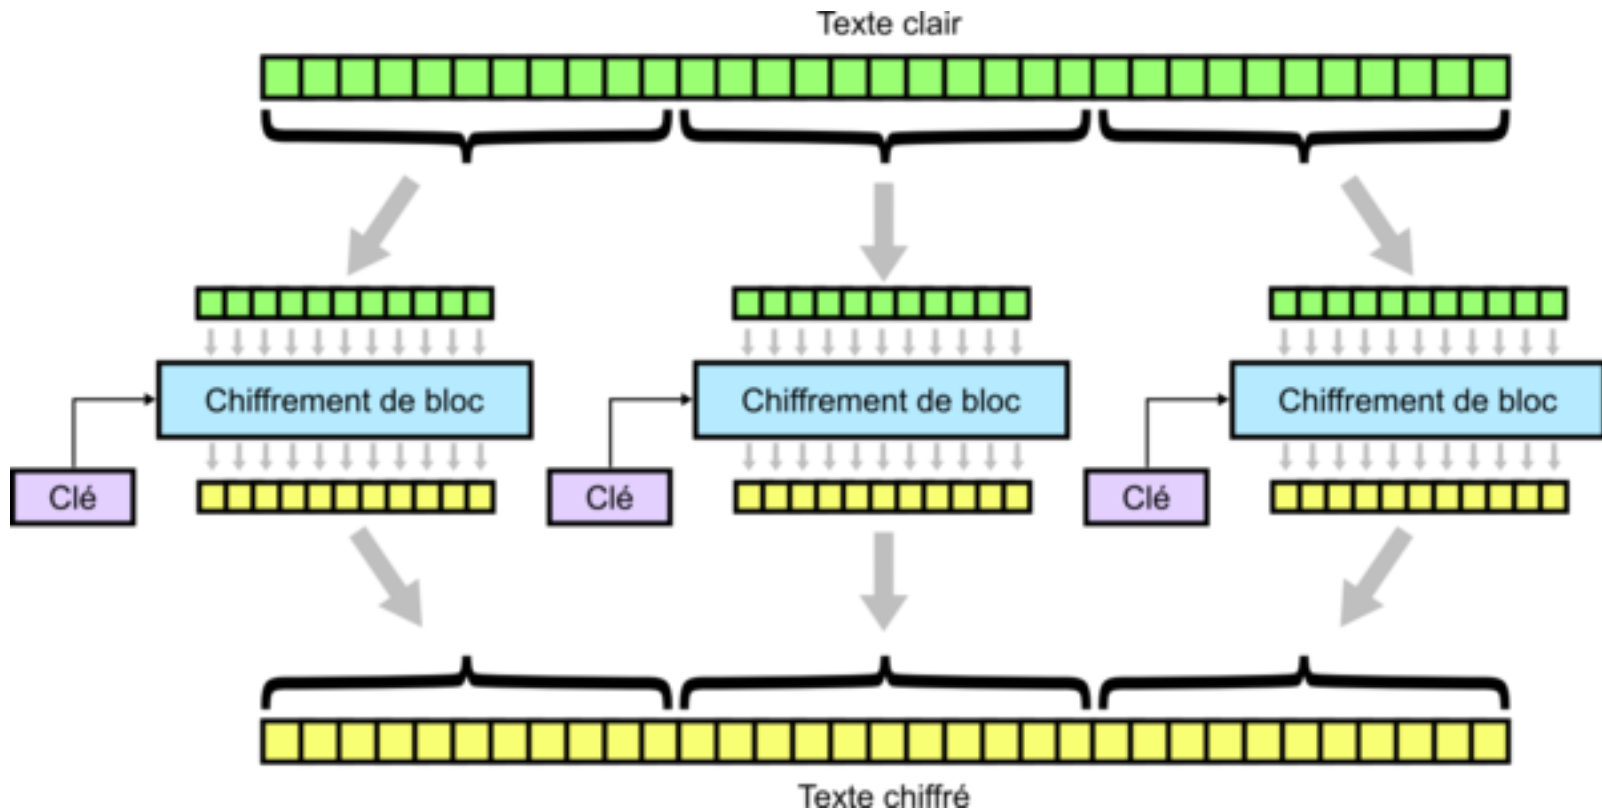 Texte clair
Chiffrement de bloc
Chiffrement de bloc
Chiffrement de bloc
Clé
Clé
Clé
Texte chiffré